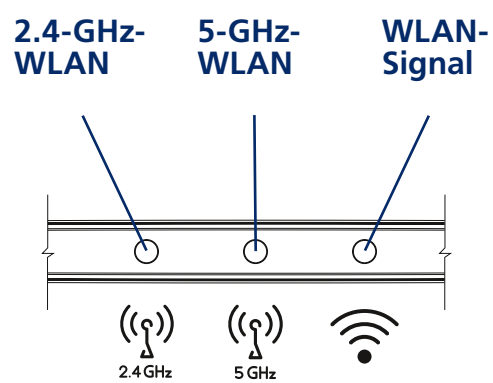 2.4-GHz-
WLAN
5-GHz-
WLAN
WLAN-
Signal
2.4 GHz
5 GHz